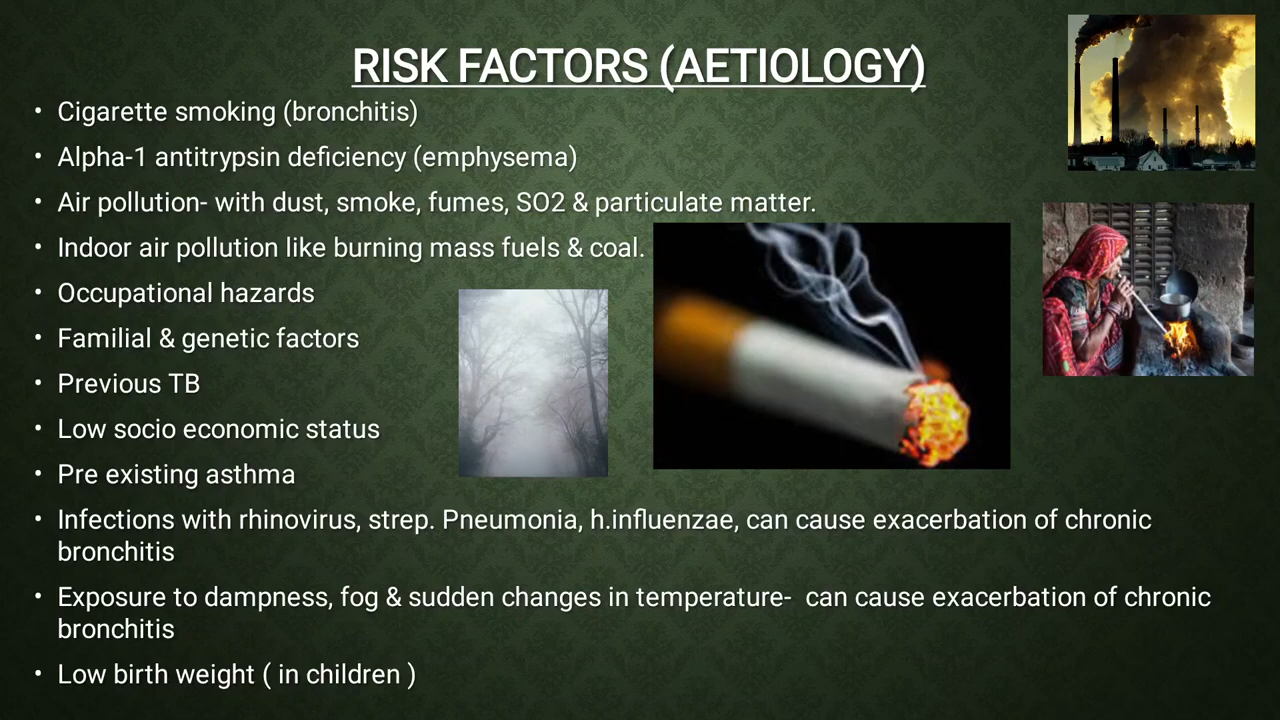 RISK FACTORS (AETIOLOGY)
• Cigarette smoking (bronchitis)
• Alpha-1 antitrypsin deficiency (emphysema)
• Air pollution- with dust, smoke, fumes, SO2 & particulate matter.
• Indoor air pollution like burning mass fuels & coal.
• Occupational hazards
• Familial & genetic factors
• Previous TB
• Low socio economic status
• Pre existing asthma
• Infections with rhinovirus, strep. Pneumonia, h.influenzae, can cause exacerbation of chronic
bronchitis
• Exposure to dampness, fog & sudden changes in temperature-  can cause exacerbation of chronic
bronchitis
• Low birth weight ( in children )